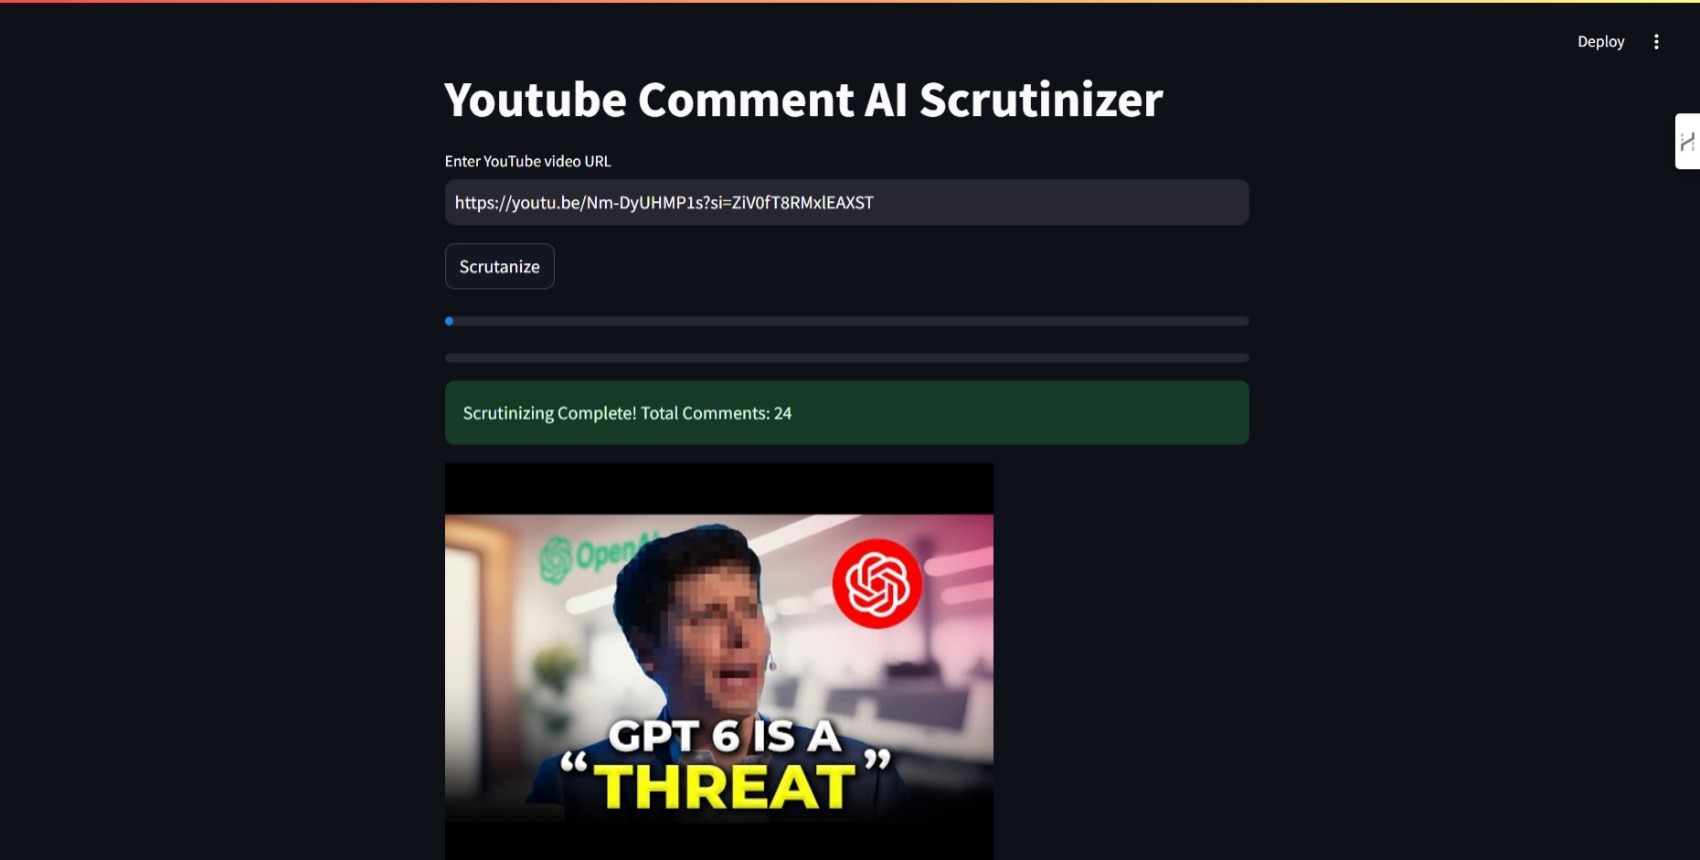 Deploy
Youtube Comment AI Scrutinizer
Enter YouTube video URL
https://youtu.be/Nm-DyUHMP1s?si=ZiV0fT8RMxlEAXST
Scrutanize
Scrutinizing Complete! Total Comments: 24
OpenAI
GPT 6 IS A
“THREAT”